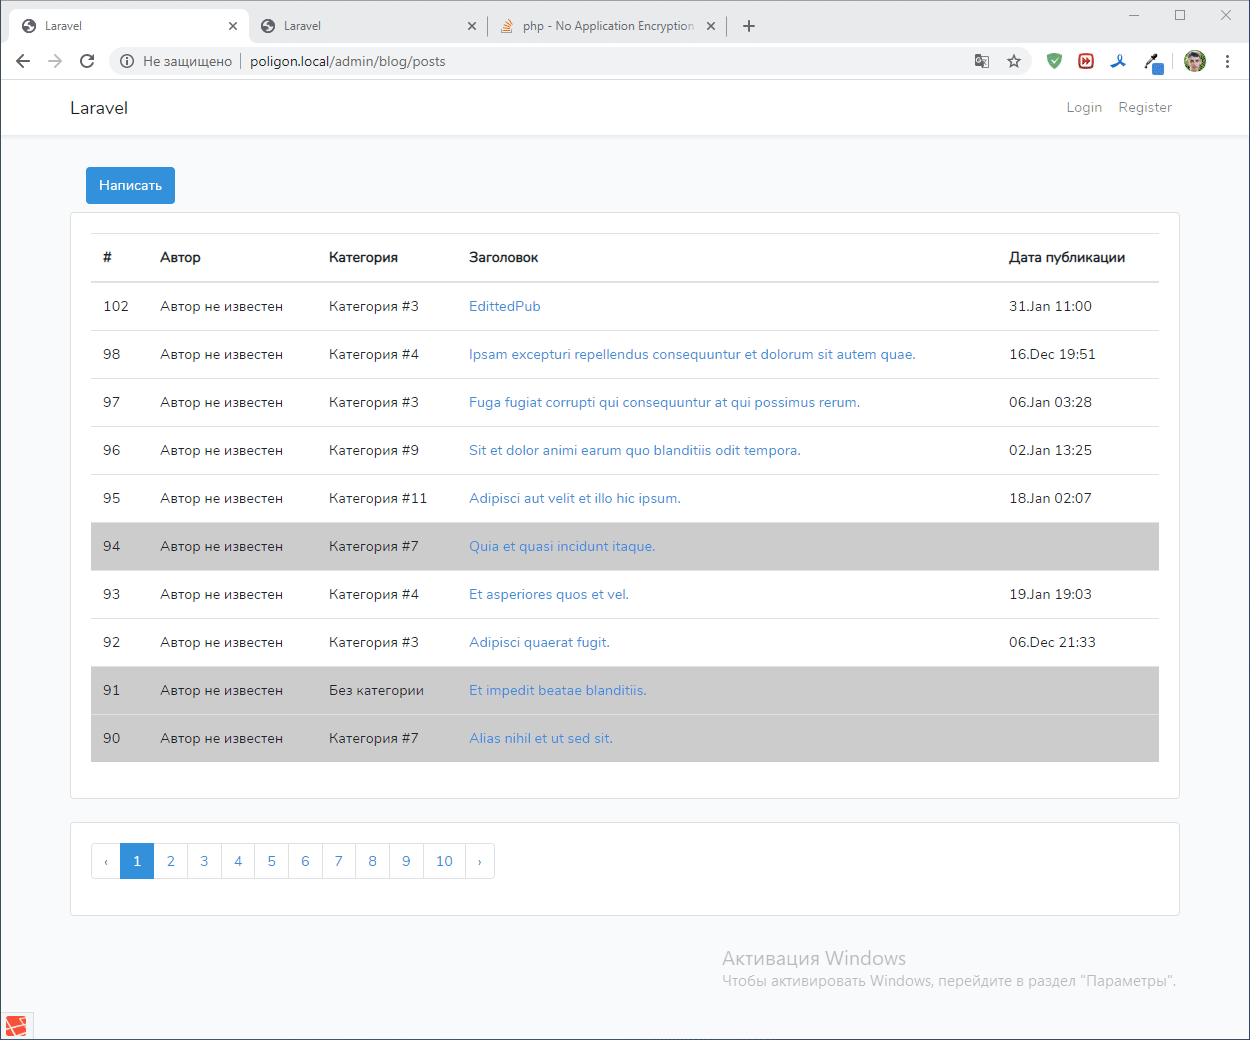 Laravel
Laravel
php - No Application Encryption
Не защищено
poligon.local/admin/blog/posts
Laravel
Login Register
Написать
# Автор Категория Заголовок Дата публикации
102 Автор не известен Категория #3 EdittedPub 31.Jan 11:00
98 Автор не известен Категория #4 Ipsam excepturi repellendus consequuntur et dolorum sit autem quae. 16.Dec 19:51
97 Автор не известен Категория #3 Fuga fugiat corrupti qui consequuntur at qui possimus rerum. 06.Jan 03:28
96 Автор не известен Категория #9 Sit et dolor animi earum quo blanditiis odit tempora. 02.Jan 13:25
95 Автор не известен Категория #11 Adipisci aut velit et illo hic ipsum. 18.Jan 02:07
94 Автор не известен Категория #7 Quia et quasi incidunt itaque.
93 Автор не известен Категория #4 Et asperiores quos et vel. 19.Jan 19:03
92 Автор не известен Категория #3 Adipisci quaerat fugit. 06.Dec 21:33
91 Автор не известен Без категории Et impedit beatae blanditiis.
90 Автор не известен Категория #7 Alias nihil et ut sed sit.
‹ 1 2 3 4 5 6 7 8 9 10 ›
Активация Windows
Чтобы активировать Windows, перейдите в раздел "Параметры".